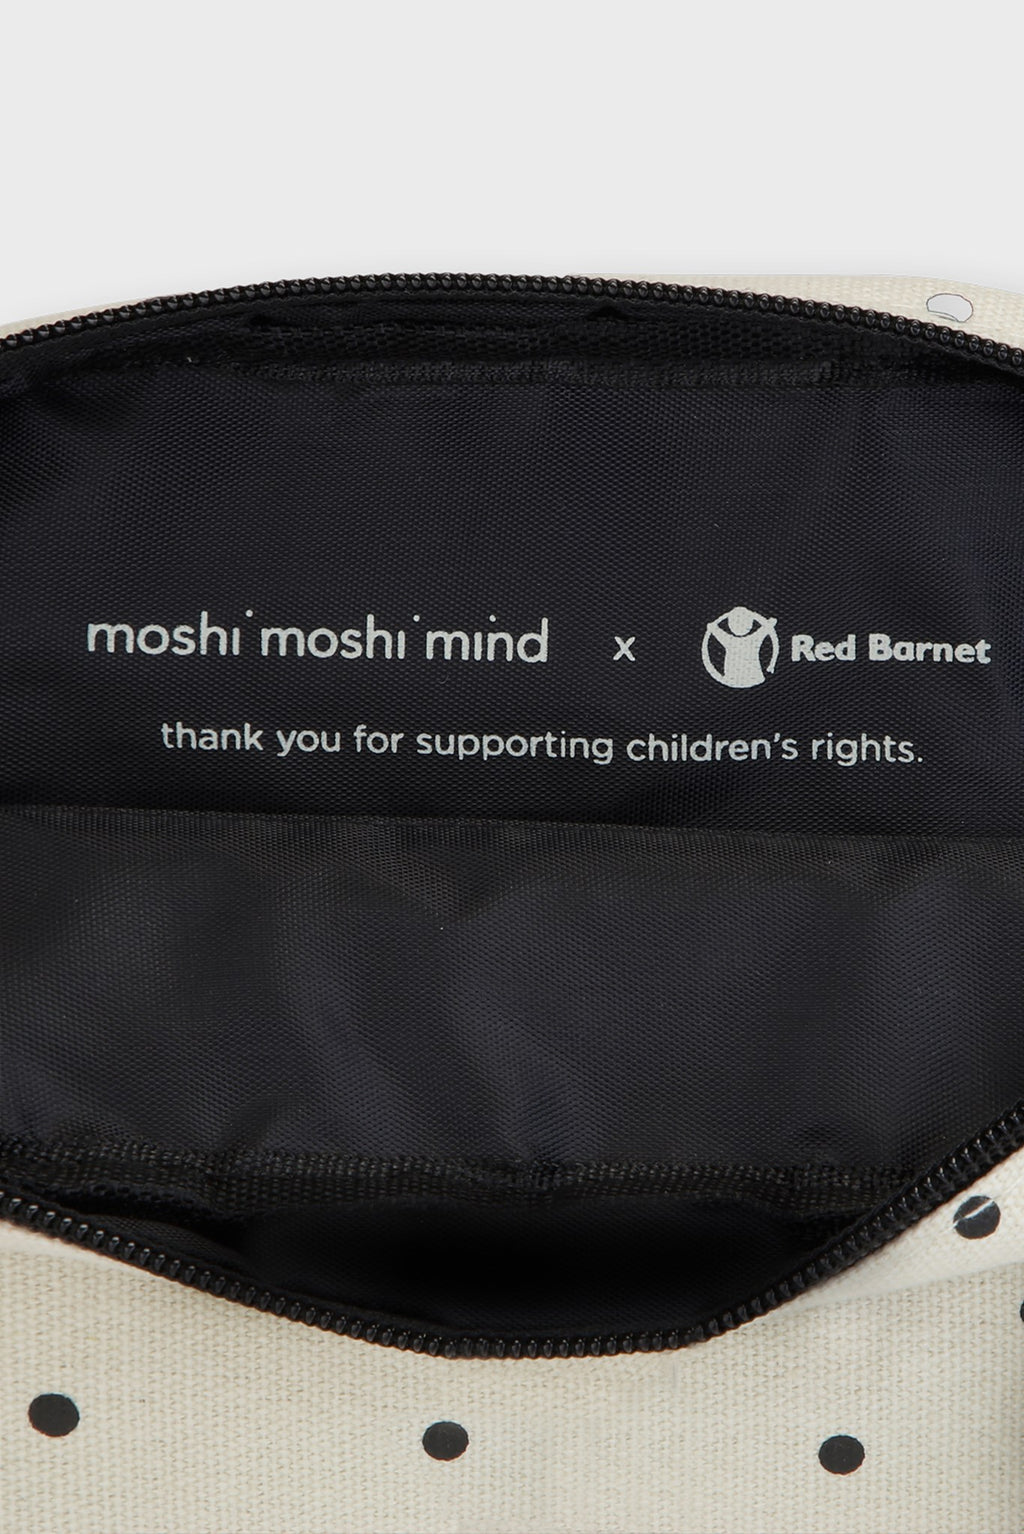 moshi moshi mind x Red Barnet
thank you for supporting children's rights.